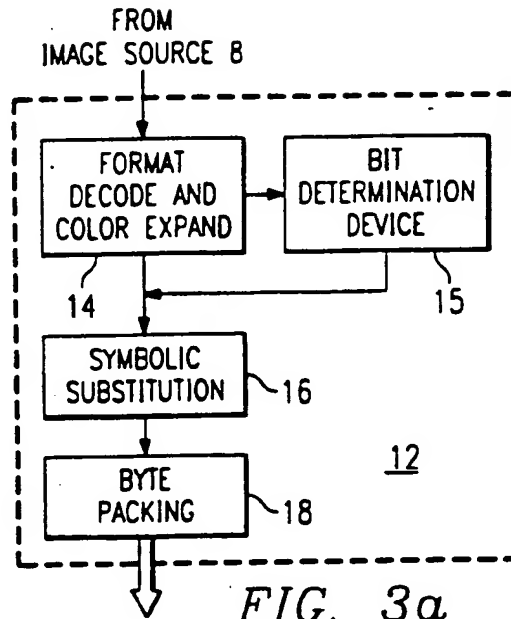 FROM
IMAGE SOURCE 8
FORMAT
DECODE AND
COLOR EXPAND
14
BIT
DETERMINATION
DEVICE
15
SYMBOLIC
SUBSTITUTION
16
BYTE
PACKING
18
12
FIG. 3a